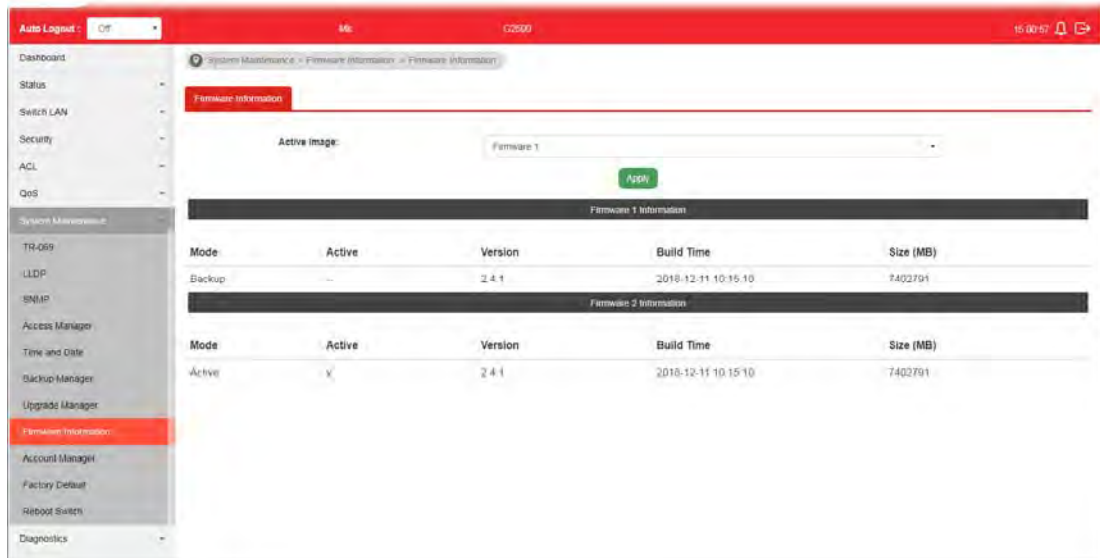 Auto Logout : Off G2500 15:00:57
Dashboard
System Maintenance > Firmware Information > Firmware Information
Status
Switch LAN
Firmware Information
Security
Active Image: Firmware 1
ACL
Apply
QoS
Firmware 1 Information
System Maintenance
TR-069
Mode Active Version Build Time Size (MB)
LLDP
Backup -- 2.4.1 2018-12-11 10:15:10 7402791
SNMP
Firmware 2 Information
Access Manager
Mode Active Version Build Time Size (MB)
Time and Date
Active v 2.4.1 2018-12-11 10:15:10 7402791
Backup Manager
Upgrade Manager
Firmware Information
Account Manager
Factory Default
Reboot Switch
Diagnostics